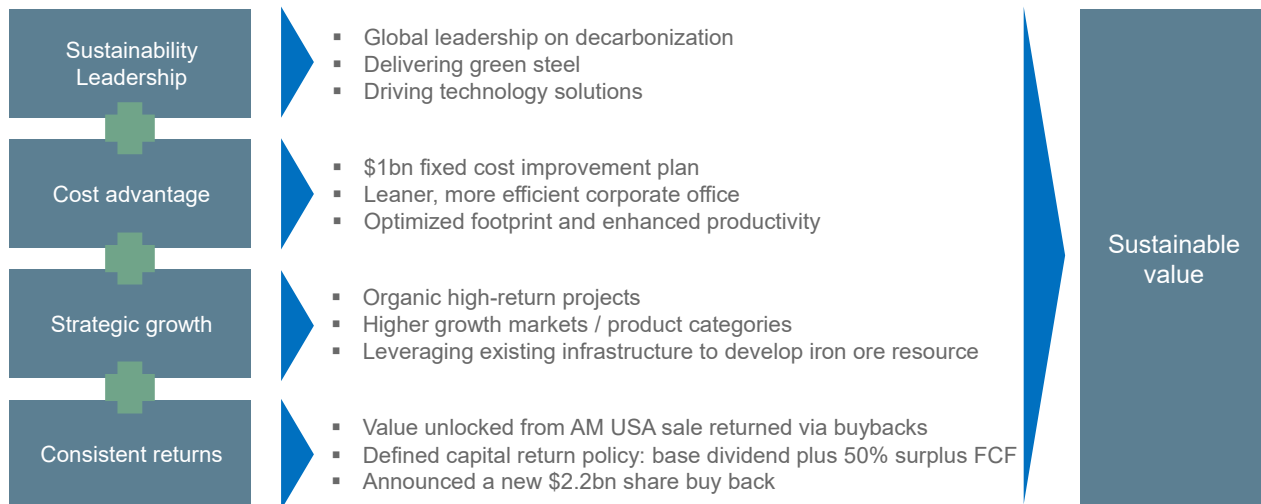 Sustainability
Leadership
▪ Global leadership on decarbonization
▪ Delivering green steel
▪ Driving technology solutions
Cost advantage
▪ $1bn fixed cost improvement plan
▪ Leaner, more efficient corporate office
▪ Optimized footprint and enhanced productivity
Strategic growth
▪ Organic high-return projects
▪ Higher growth markets / product categories
▪ Leveraging existing infrastructure to develop iron ore resource
Consistent returns
▪ Value unlocked from AM USA sale returned via buybacks
▪ Defined capital return policy: base dividend plus 50% surplus FCF
▪ Announced a new $2.2bn share buy back
Sustainable
value